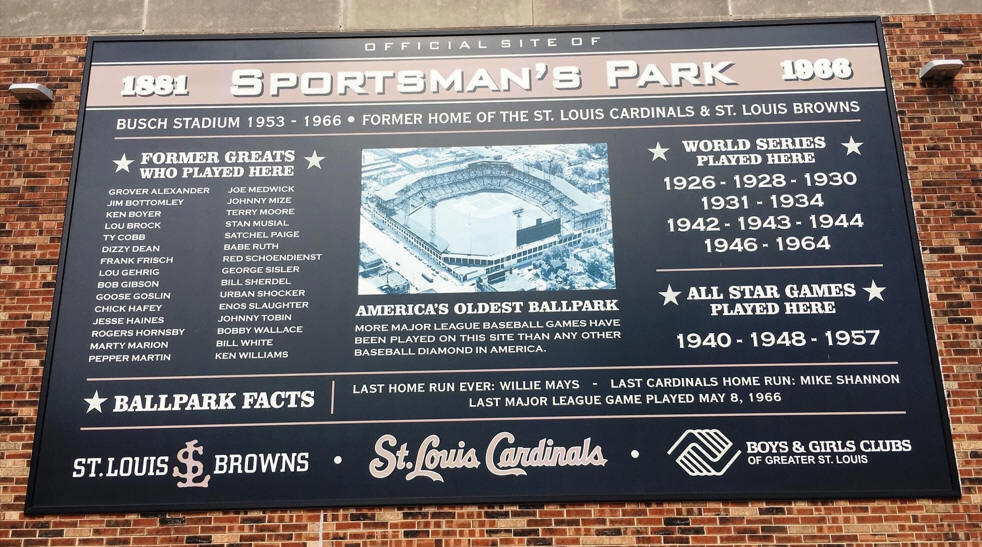 OFFICIAL SITE OF
1881 SPORTSMAN'S PARK 1966
BUSCH STADIUM 1953 - 1966 • FORMER HOME OF THE ST. LOUIS CARDINALS & ST. LOUIS BROWNS
FORMER GREATS
WHO PLAYED HERE
GROVER ALEXANDER
JIM BOTTOMLEY
KEN BOYER
LOU BROCK
TY COBB
DIZZY DEAN
FRANK FRISCH
LOU GEHRIG
BOB GIBSON
GOOSE GOSLIN
CHICK HAFEY
JESSE HAINES
ROGERS HORNSBY
MARTY MARION
PEPPER MARTIN
JOE MEDWICK
JOHNNY MIZE
TERRY MOORE
STAN MUSIAL
SATCHEL PAIGE
BABE RUTH
RED SCHOENDIENST
GEORGE SISLER
BILL SHERDEL
URBAN SHOCKER
ENOS SLAUGHTER
JOHNNY TOBIN
BOBBY WALLACE
BILL WHITE
KEN WILLIAMS
AMERICA'S OLDEST BALLPARK
MORE MAJOR LEAGUE BASEBALL GAMES HAVE
BEEN PLAYED ON THIS SITE THAN ANY OTHER
BASEBALL DIAMOND IN AMERICA.
WORLD SERIES
PLAYED HERE
1926 - 1928 - 1930
1931 - 1934
1942 - 1943 - 1944
1946 - 1964
ALL STAR GAMES
PLAYED HERE
1940 - 1948 - 1957
BALLPARK FACTS
LAST HOME RUN EVER: WILLIE MAYS - LAST CARDINALS HOME RUN: MIKE SHANNON
LAST MAJOR LEAGUE GAME PLAYED MAY 8, 1966
ST. LOUIS STL BROWNS • St. Louis Cardinals • BOYS & GIRLS CLUBS
OF GREATER ST. LOUIS